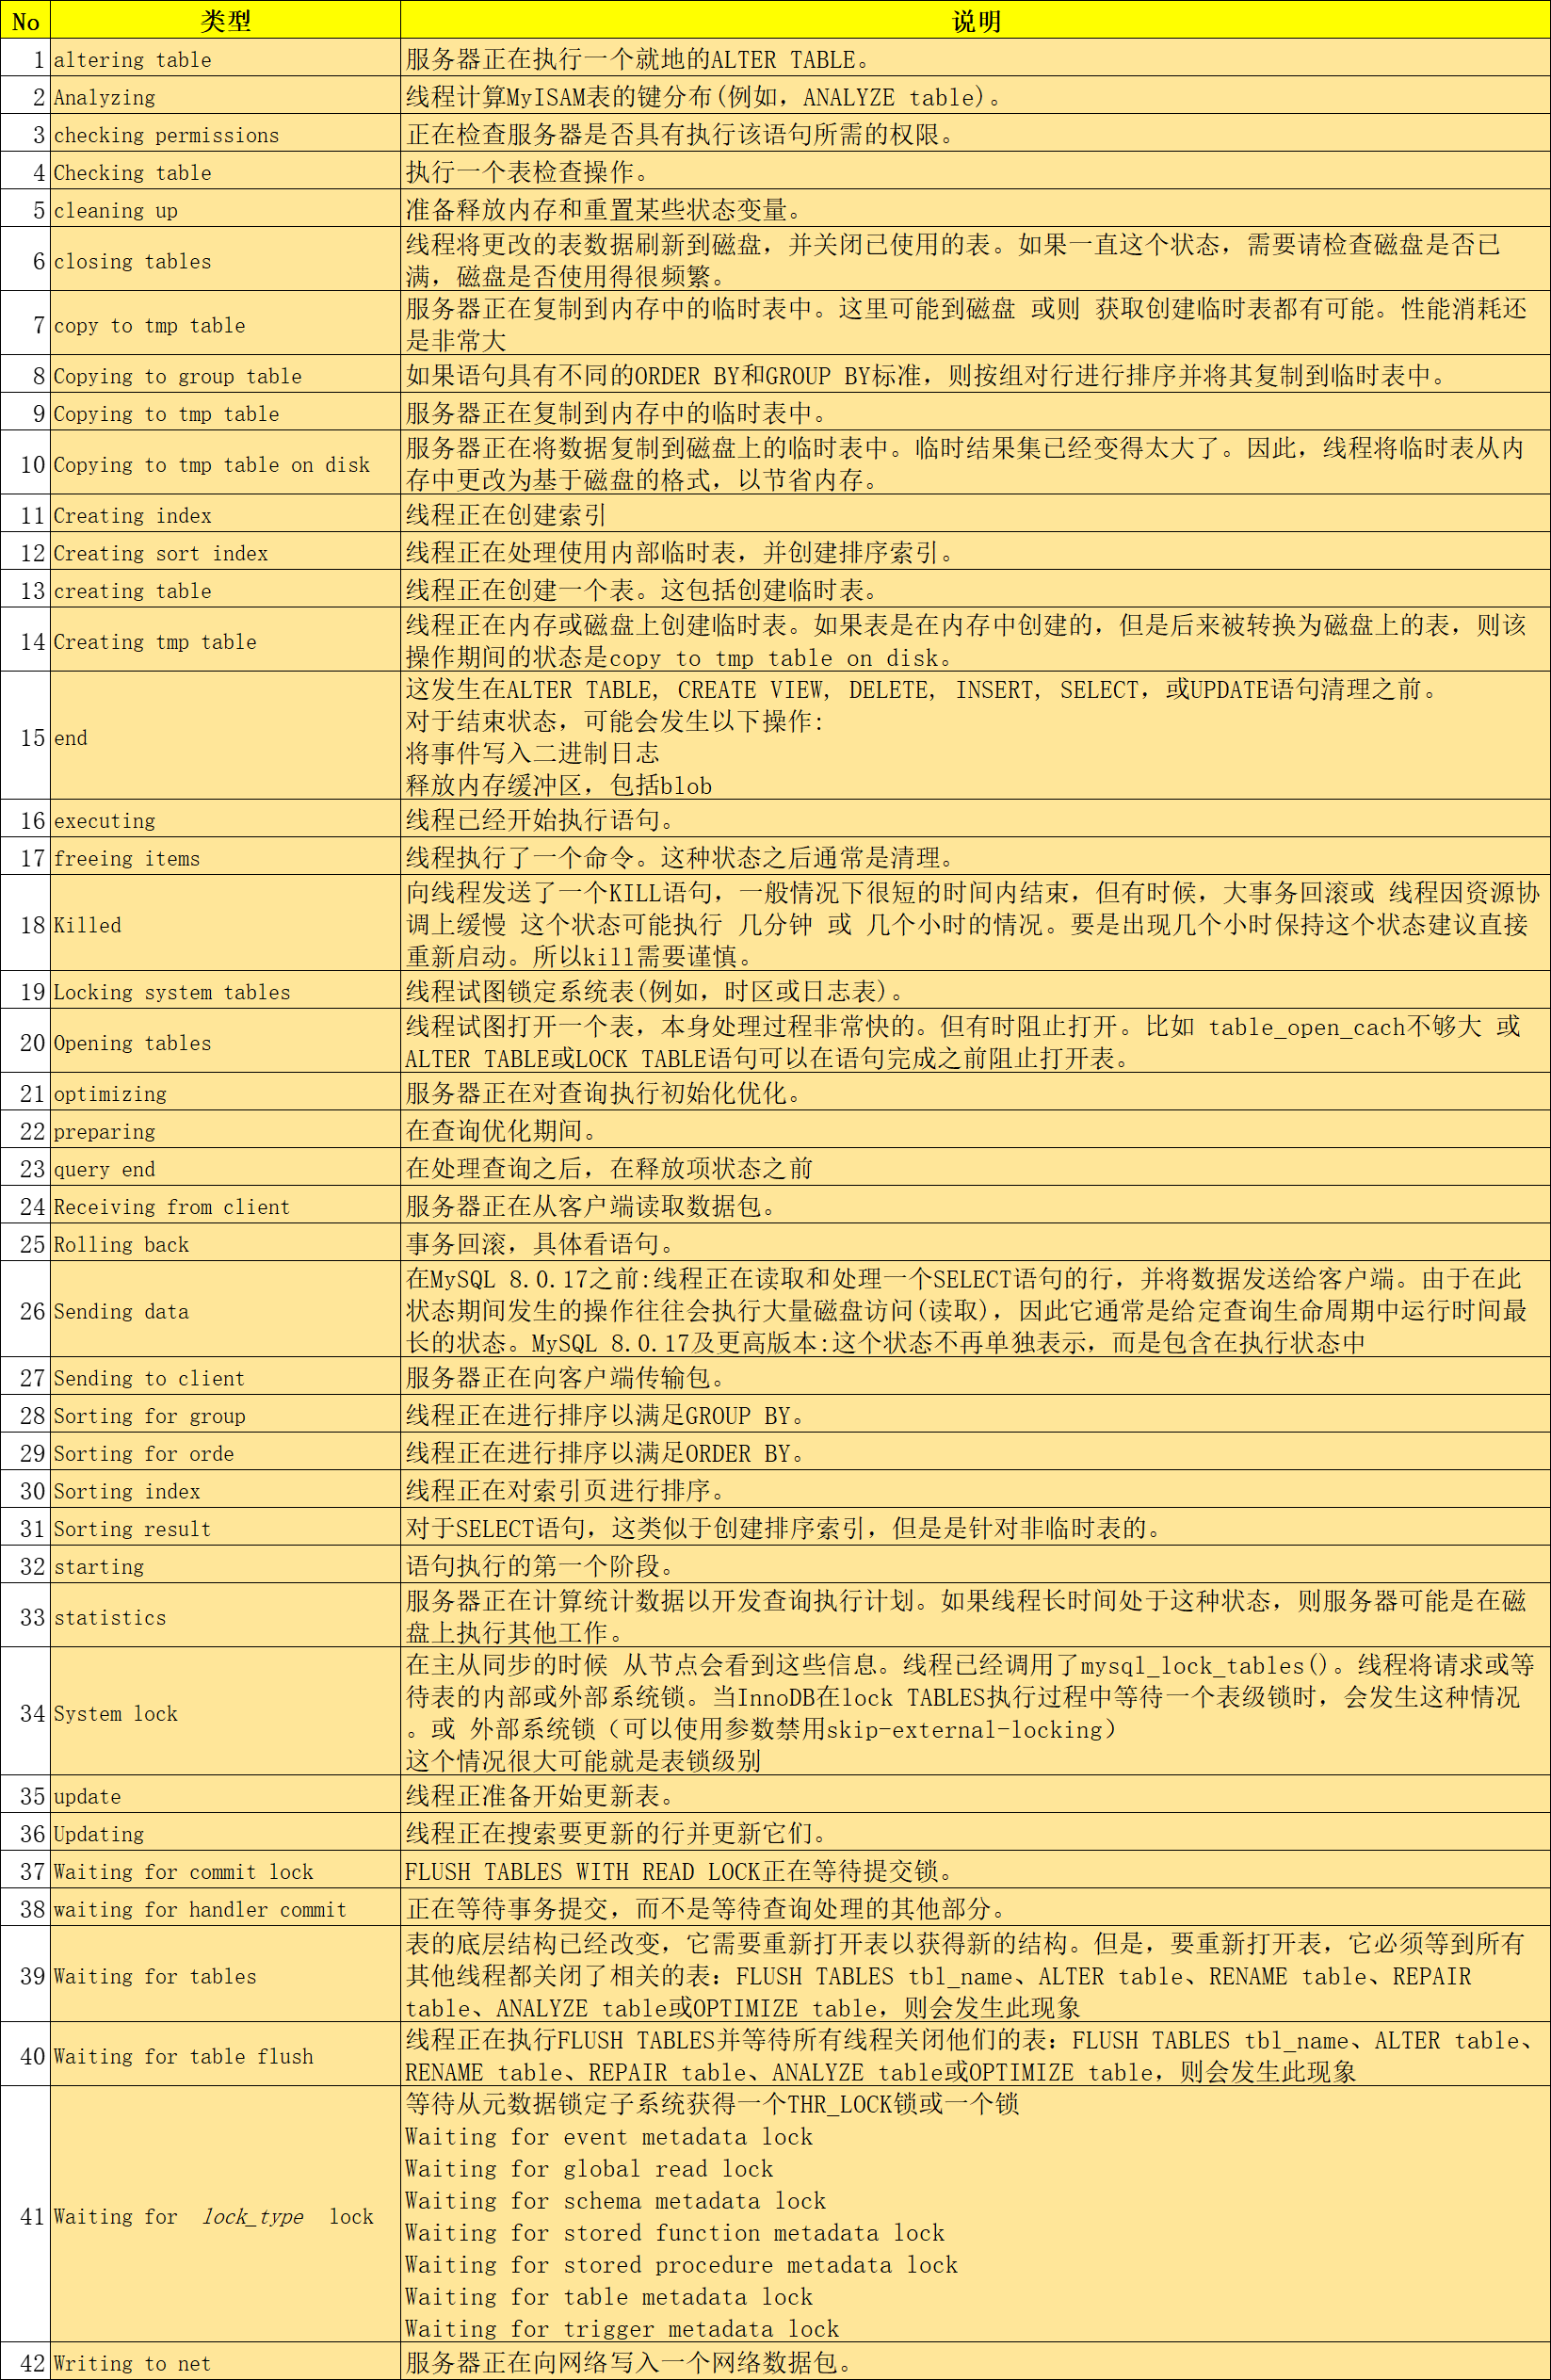 No 类型 说明
1 altering table 服务器正在执行一个就地的ALTER TABLE。
2 Analyzing 线程计算MyISAM表的键分布(例如，ANALYZE table)。
3 checking permissions 正在检查服务器是否具有执行该语句所需的权限。
4 Checking table 执行一个表检查操作。
5 cleaning up 准备释放内存和重置某些状态变量。
6 closing tables 线程将更改的表数据刷新到磁盘，并关闭已使用的表。如果一直这个状态，需要请检查磁盘是否已
满，磁盘是否使用得很频繁。
7 copy to tmp table 服务器正在复制到内存中的临时表中。这里可能到磁盘 或则 获取创建临时表都有可能。性能消耗还
是非常大
8 Copying to group table 如果语句具有不同的ORDER BY和GROUP BY标准，则按组对行进行排序并将其复制到临时表中。
9 Copying to tmp table 服务器正在复制到内存中的临时表中。
10 Copying to tmp table on disk 服务器正在将数据复制到磁盘上的临时表中。临时结果集已经变得太大了。因此，线程将临时表从内
存中更改为基于磁盘的格式，以节省内存。
11 Creating index 线程正在创建索引
12 Creating sort index 线程正在处理使用内部临时表，并创建排序索引。
13 creating table 线程正在创建一个表。这包括创建临时表。
14 Creating tmp table 线程正在内存或磁盘上创建临时表。如果表是在内存中创建的，但是后来被转换为磁盘上的表，则该
操作期间的状态是copy to tmp table on disk。
15 end 这发生在ALTER TABLE, CREATE VIEW, DELETE, INSERT, SELECT，或UPDATE语句清理之前。
对于结束状态，可能会发生以下操作:
将事件写入二进制日志
释放内存缓冲区，包括blob
16 executing 线程已经开始执行语句。
17 freeing items 线程执行了一个命令。这种状态之后通常是清理。
18 Killed 向线程发送了一个KILL语句，一般情况下很短的时间内结束，但有时候，大事务回滚或 线程因资源协
调上缓慢 这个状态可能执行 几分钟 或 几个小时的情况。要是出现几个小时保持这个状态建议直接
重新启动。所以kill需要谨慎。
19 Locking system tables 线程试图锁定系统表(例如，时区或日志表)。
20 Opening tables 线程试图打开一个表，本身处理过程非常快的。但有时阻止打开。比如 table_open_cach不够大 或
ALTER TABLE或LOCK TABLE语句可以在语句完成之前阻止打开表。
21 optimizing 服务器正在对查询执行初始化优化。
22 preparing 在查询优化期间。
23 query end 在处理查询之后，在释放项状态之前
24 Receiving from client 服务器正在从客户端读取数据包。
25 Rolling back 事务回滚，具体看语句。
26 Sending data 在MySQL 8.0.17之前:线程正在读取和处理一个SELECT语句的行，并将数据发送给客户端。由于在此
状态期间发生的操作往往会执行大量磁盘访问(读取)，因此它通常是给定查询生命周期中运行时间最
长的状态。MySQL 8.0.17及更高版本:这个状态不再单独表示，而是包含在执行状态中
27 Sending to client 服务器正在向客户端传输包。
28 Sorting for group 线程正在进行排序以满足GROUP BY。
29 Sorting for orde 线程正在进行排序以满足ORDER BY。
30 Sorting index 线程正在对索引页进行排序。
31 Sorting result 对于SELECT语句，这类似于创建排序索引，但是是针对非临时表的。
32 starting 语句执行的第一个阶段。
33 statistics 服务器正在计算统计数据以开发查询执行计划。如果线程长时间处于这种状态，则服务器可能是在磁
盘上执行其他工作。
34 System lock 在主从同步的时候 从节点会看到这些信息。线程已经调用了mysql_lock_tables()。线程将请求或等
待表的内部或外部系统锁。当InnoDB在lock TABLES执行过程中等待一个表级锁时，会发生这种情况
。或 外部系统锁（可以使用参数禁用skip-external-locking）
这个情况很大可能就是表锁级别
35 update 线程正准备开始更新表。
36 Updating 线程正在搜索要更新的行并更新它们。
37 Waiting for commit lock FLUSH TABLES WITH READ LOCK正在等待提交锁。
38 waiting for handler commit 正在等待事务提交，而不是等待查询处理的其他部分。
39 Waiting for tables 表的底层结构已经改变，它需要重新打开表以获得新的结构。但是，要重新打开表，它必须等到所有
其他线程都关闭了相关的表：FLUSH TABLES tbl_name、ALTER table、RENAME table、REPAIR
table、ANALYZE table或OPTIMIZE table，则会发生此现象
40 Waiting for table flush 线程正在执行FLUSH TABLES并等待所有线程关闭他们的表：FLUSH TABLES tbl_name、ALTER table、
RENAME table、REPAIR table、ANALYZE table或OPTIMIZE table，则会发生此现象
41 Waiting for lock_type lock 等待从元数据锁定子系统获得一个THR_LOCK锁或一个锁
Waiting for event metadata lock
Waiting for global read lock
Waiting for schema metadata lock
Waiting for stored function metadata lock
Waiting for stored procedure metadata lock
Waiting for table metadata lock
Waiting for trigger metadata lock
42 Writing to net 服务器正在向网络写入一个网络数据包。